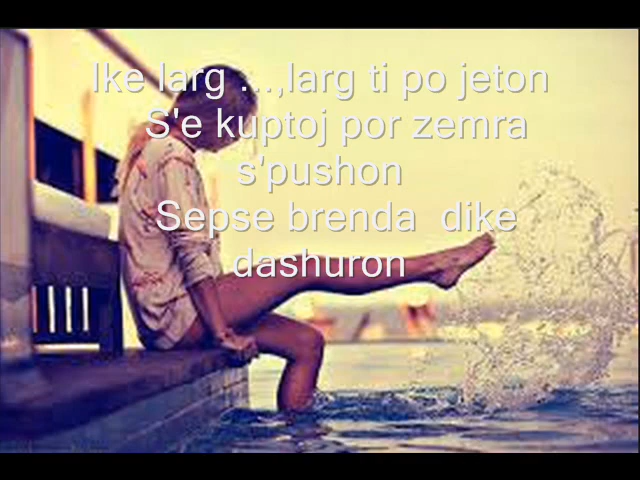 Ike larg ...,larg ti po jeton
S'e kuptoj por zemra
s'pushon
Sepse brenda  dike
dashuron